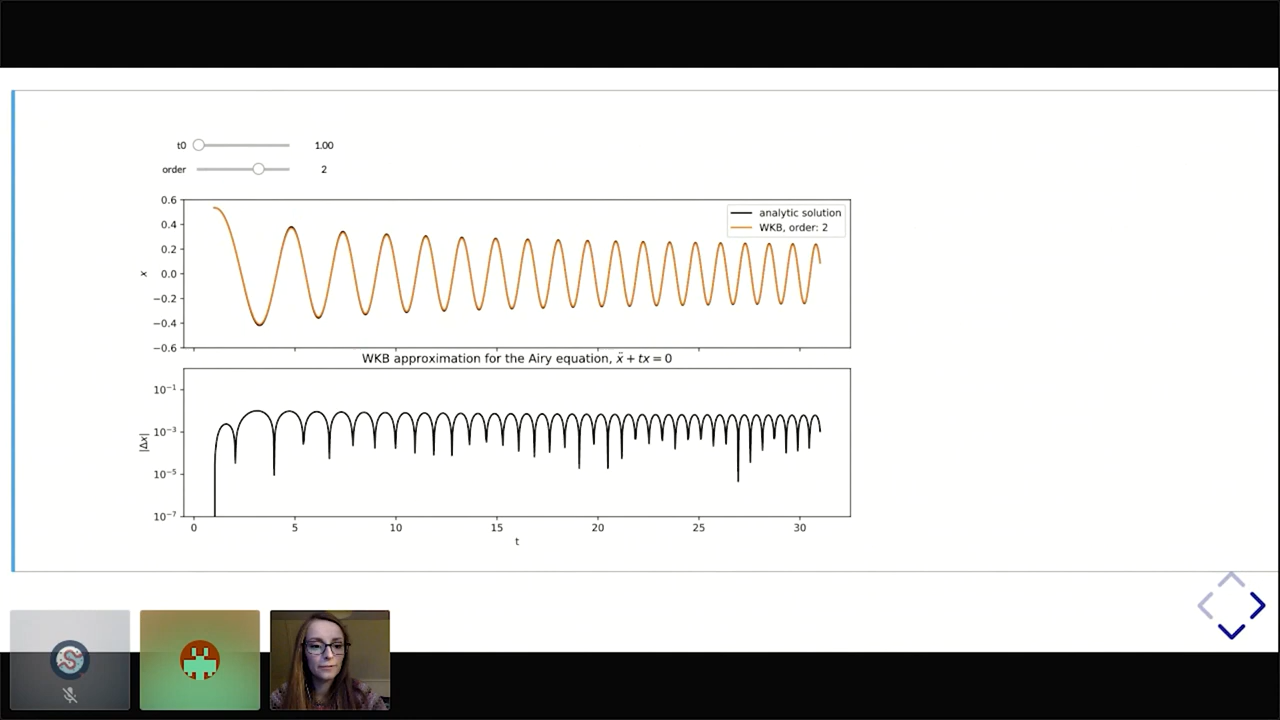 t0 1.00
order 2
0.6
0.4
0.2
0.0
−0.2
−0.4
−0.6
x
analytic solution
WKB, order: 2
WKB approximation for the Airy equation, ẍ + tx = 0
10⁻¹
10⁻³
10⁻⁵
10⁻⁷
|Δx|
0 5 10 15 20 25 30
t